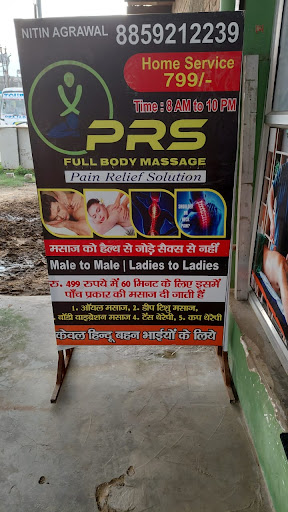 NITIN AGRAWAL 8859212239
Home Service
799/-
Time : 8 AM to 10 PM
PRS
FULL BODY MASSAGE
Pain Relief Solution
मसाज को हैल्थ से जोड़े सैक्स से नहीं
Male to Male | Ladies to Ladies
रु. 499 रुपये में 60 मिनट के लिए इसमें
पाँच प्रकार की मसाज दी जाती हैं
1. ऑयल मसाज, 2. डीप टिशु मसाज,
बॉडी वाइब्रेशन मसाज 4. टैंस थेरेपी, 5. कप थेरेपी
केवल हिन्दू बहन भाईयों के लिये